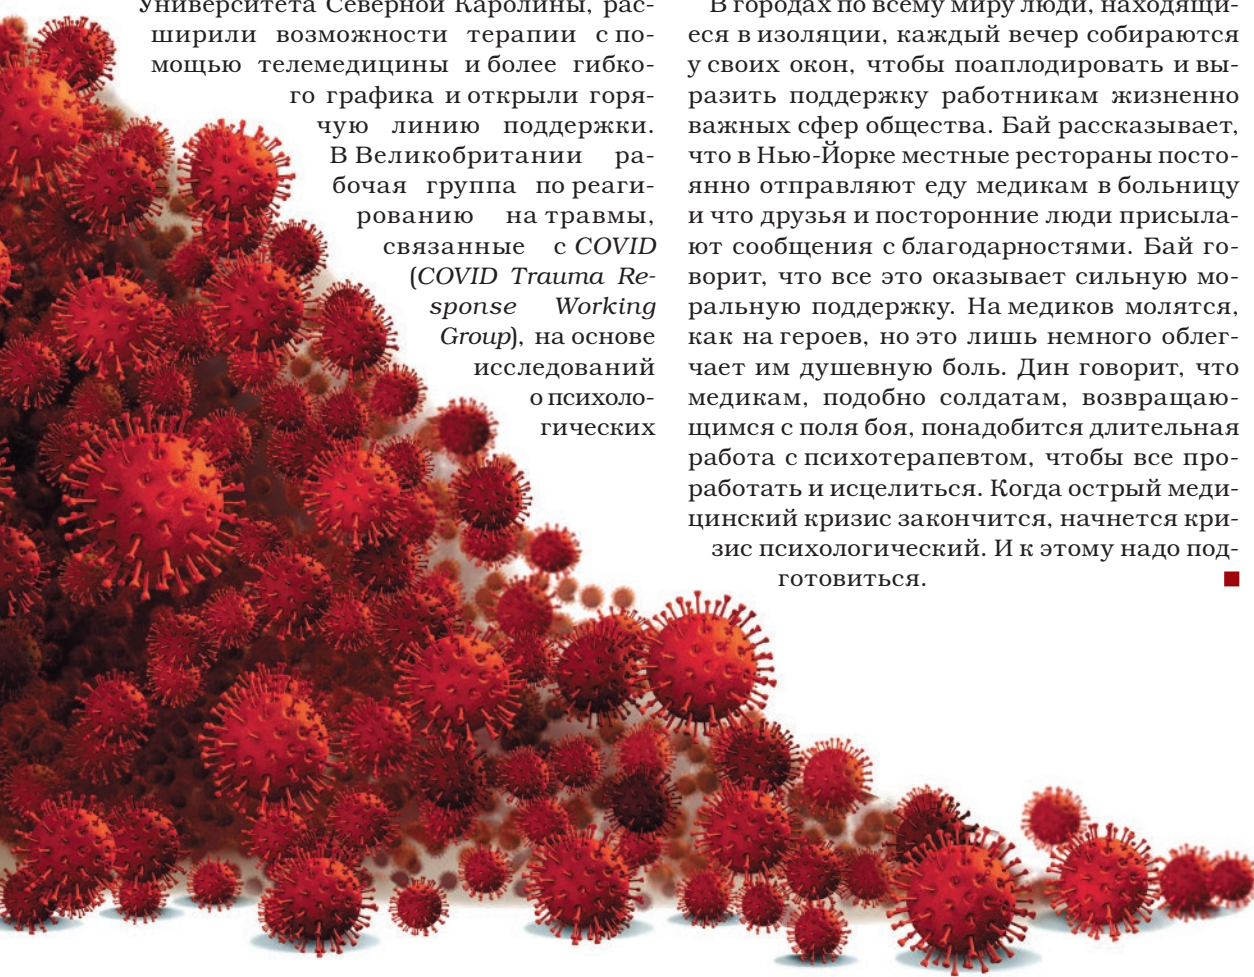 Университета Северной Каролины, рас-
ширили возможности терапии с по-
мощью телемедицины и более гибко-
го графика и открыли горя-
чую линию поддержки.
В Великобритании ра-
бочая группа по реаги-
рованию на травмы,
связанные с COVID
(COVID Trauma Re-
sponse Working
Group), на основе
исследований
о психоло-
гических
В городах по всему миру люди, находящи-
еся в изоляции, каждый вечер собираются
у своих окон, чтобы поаплодировать и вы-
разить поддержку работникам жизненно
важных сфер общества. Бай рассказывает,
что в Нью-Йорке местные рестораны посто-
янно отправляют еду медикам в больницу
и что друзья и посторонние люди присыла-
ют сообщения с благодарностями. Бай го-
ворит, что все это оказывает сильную мо-
ральную поддержку. На медиков молятся,
как на героев, но это лишь немного облег-
чает им душевную боль. Дин говорит, что
медикам, подобно солдатам, возвращаю-
щимся с поля боя, понадобится длительная
работа с психотерапевтом, чтобы все про-
работать и исцелиться. Когда острый меди-
цинский кризис закончится, начнется кри-
зис психологический. И к этому надо под-
готовиться.